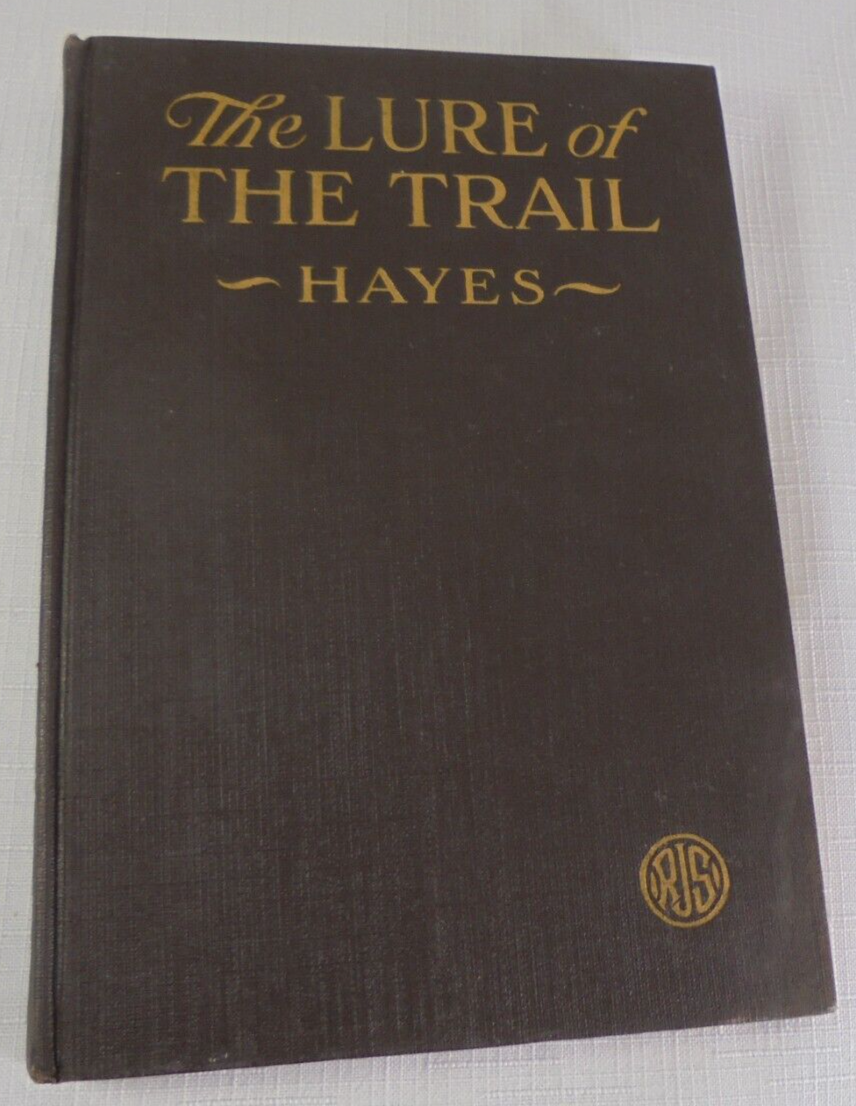 The LURE of
THE TRAIL
~HAYES~
RJS